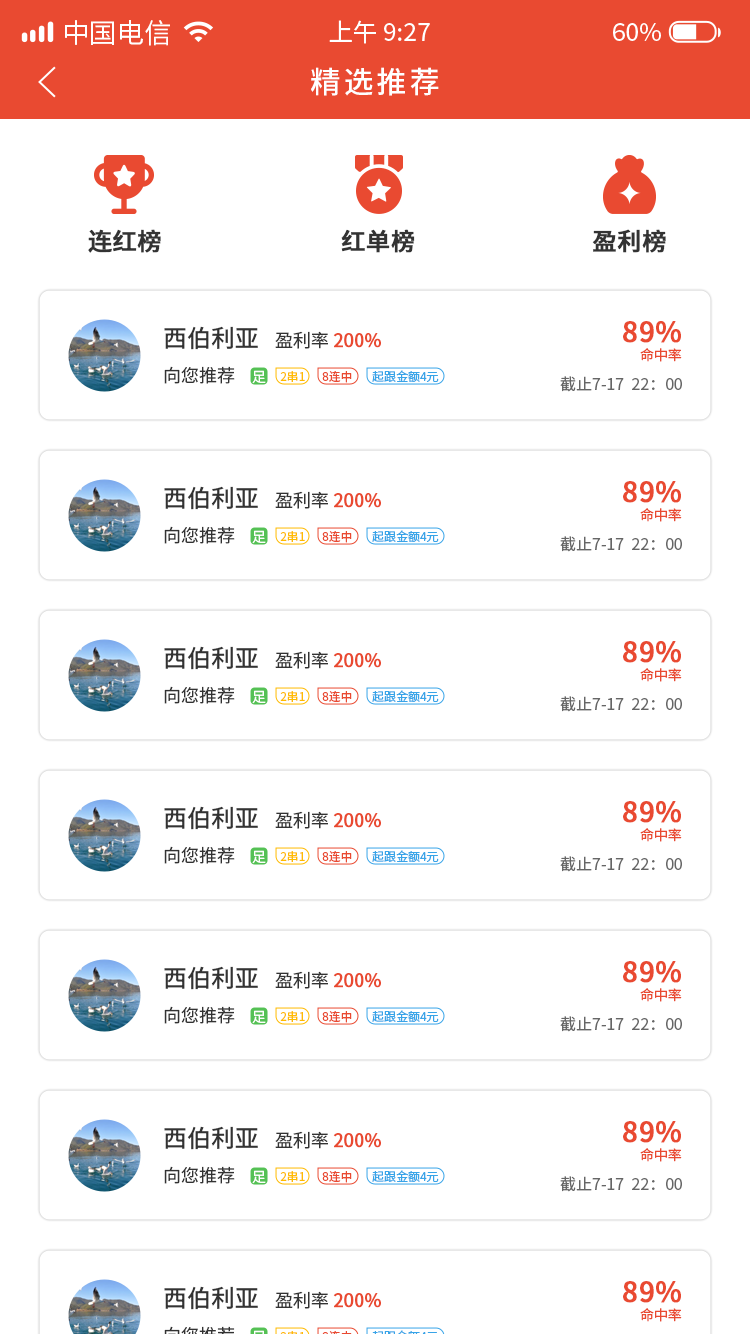 中国电信 上午 9:27 60%
精选推荐
连红榜 红单榜 盈利榜
西伯利亚 盈利率 200% 89%
命中率
向您推荐 足 2串1 8连中 起跟金额4元 截止7-17 22：00
西伯利亚 盈利率 200% 89%
命中率
向您推荐 足 2串1 8连中 起跟金额4元 截止7-17 22：00
西伯利亚 盈利率 200% 89%
命中率
向您推荐 足 2串1 8连中 起跟金额4元 截止7-17 22：00
西伯利亚 盈利率 200% 89%
命中率
向您推荐 足 2串1 8连中 起跟金额4元 截止7-17 22：00
西伯利亚 盈利率 200% 89%
命中率
向您推荐 足 2串1 8连中 起跟金额4元 截止7-17 22：00
西伯利亚 盈利率 200% 89%
命中率
向您推荐 足 2串1 8连中 起跟金额4元 截止7-17 22：00
西伯利亚 盈利率 200% 89%
命中率